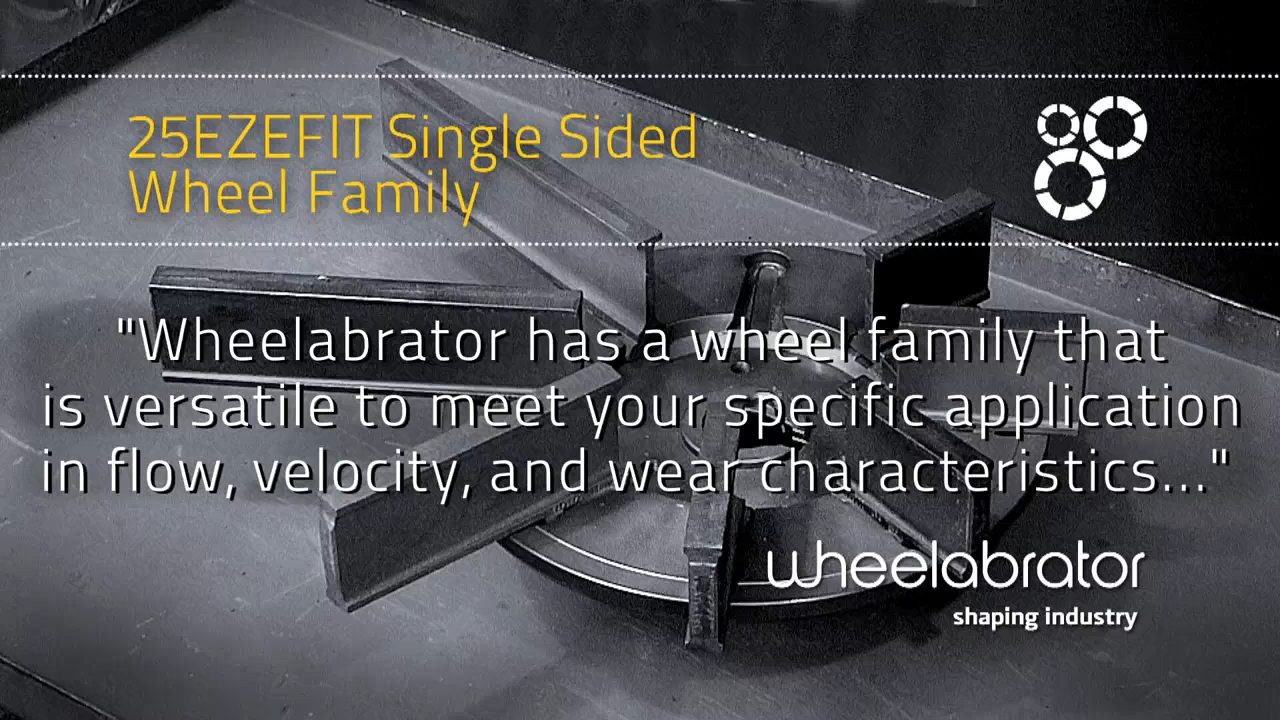 25EZEFIT Single Sided
Wheel Family
"Wheelabrator has a wheel family that
is versatile to meet your specific application
in flow, velocity, and wear characteristics..."
wheelabrator
shaping industry